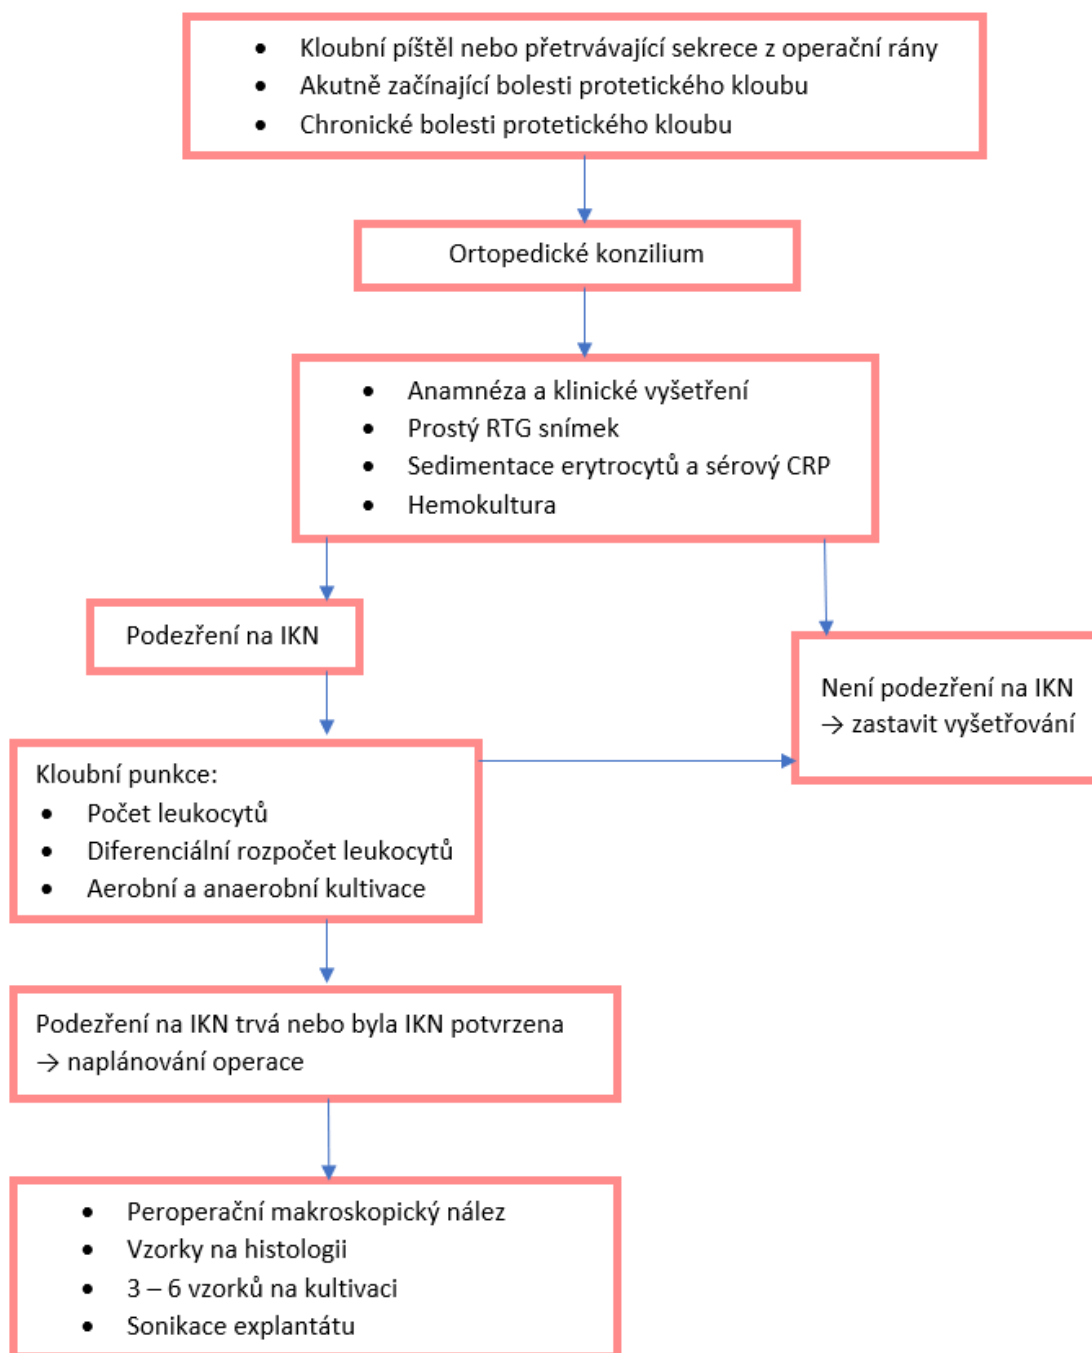 • Kloubní píštěl nebo přetrvávající sekrece z operační rány
• Akutně začínající bolesti protetického kloubu
• Chronické bolesti protetického kloubu
Ortopedické konzilium
• Anamnéza a klinické vyšetření
• Prostý RTG snímek
• Sedimentace erytrocytů a sérový CRP
• Hemokultura
Podezření na IKN
Není podezření na IKN
→ zastavit vyšetřování
Kloubní punkce:
• Počet leukocytů
• Diferenciální rozpočet leukocytů
• Aerobní a anaerobní kultivace
Podezření na IKN trvá nebo byla IKN potvrzena
→ naplánování operace
• Peroperační makroskopický nález
• Vzorky na histologii
• 3 – 6 vzorků na kultivaci
• Sonikace explantátu